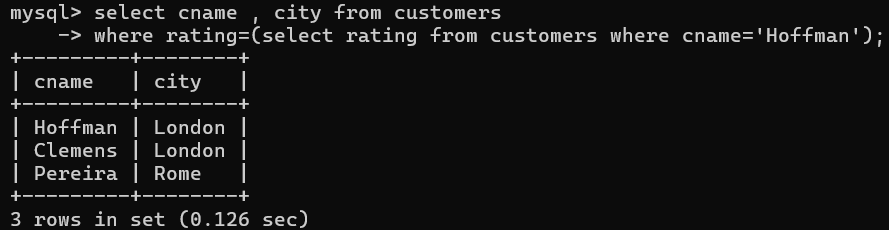 mysql> select cname , city from customers
    -> where rating=(select rating from customers where cname='Hoffman');
+---------+--------+
| cname   | city   |
+---------+--------+
| Hoffman | London |
| Clemens | London |
| Pereira | Rome   |
+---------+--------+
3 rows in set (0.126 sec)